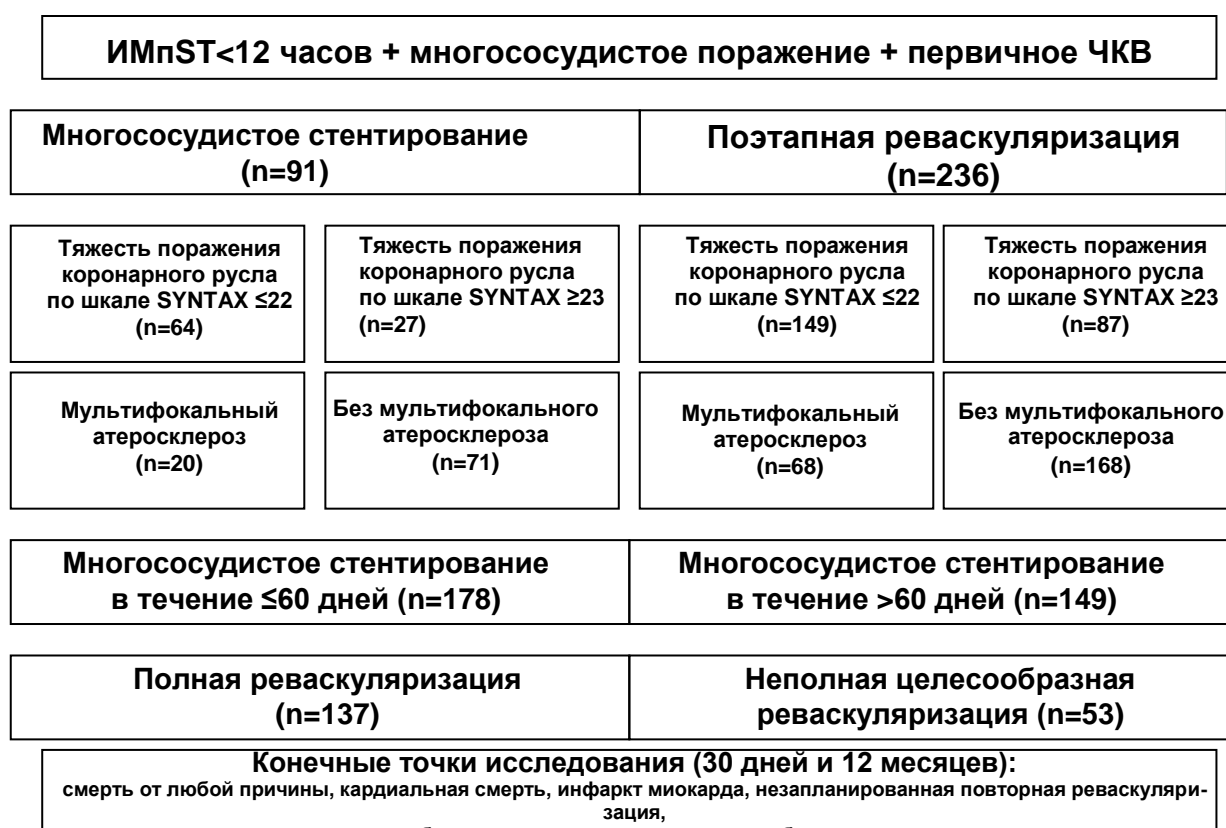 ИМпST<12 часов + многососудистое поражение + первичное ЧКВ
Многососудистое стентирование
(n=91)
Поэтапная реваскуляризация
(n=236)
Тяжесть поражения
коронарного русла
по шкале SYNTAX ≤22
(n=64)
Тяжесть поражения
коронарного русла
по шкале SYNTAX ≥23
(n=27)
Тяжесть поражения
коронарного русла
по шкале SYNTAX ≤22
(n=149)
Тяжесть поражения
коронарного русла
по шкале SYNTAX ≥23
(n=87)
Мультифокальный
атеросклероз
(n=20)
Без мультифокального
атеросклероза
(n=71)
Мультифокальный
атеросклероз
(n=68)
Без мультифокального
атеросклероза
(n=168)
Многососудистое стентирование
в течение ≤60 дней (n=178)
Многососудистое стентирование
в течение >60 дней (n=149)
Полная реваскуляризация
(n=137)
Неполная целесообразная
реваскуляризация (n=53)
Конечные точки исследования (30 дней и 12 месяцев):
смерть от любой причины, кардиальная смерть, инфаркт миокарда, незапланированная повторная реваскуляри-
зация,